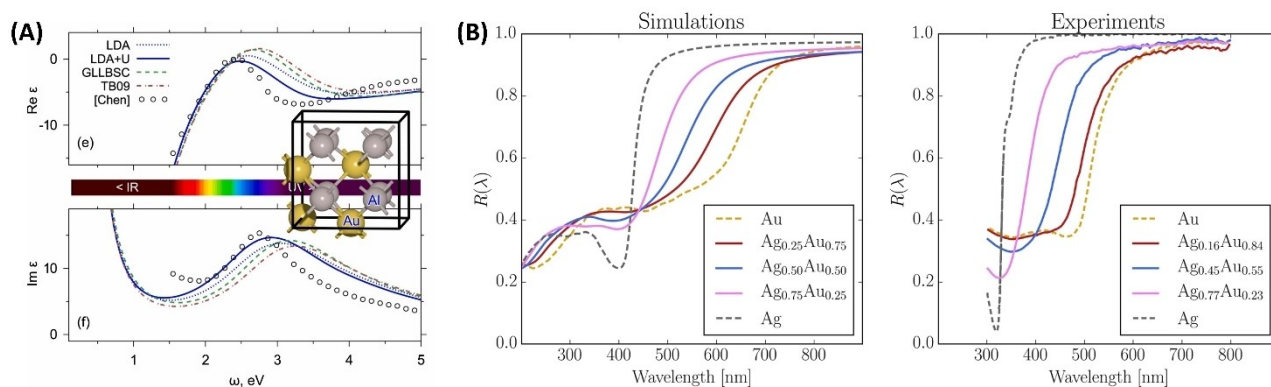 (A)
LDA
LDA+U
GLLBSC
TB09
[Chen]
Re ε
0
-10
(e)
< IR
Al
Au
Im ε
10
0
(f)
1 2 3 4 5
ω, eV
(B)
Simulations
R(λ)
1.0
0.8
0.6
0.4
0.2
0.0
Au
Ag0.25Au0.75
Ag0.50Au0.50
Ag0.75Au0.25
Ag
300 400 500 600 700 800
Wavelength [nm]
Experiments
R(λ)
1.0
0.8
0.6
0.4
0.2
0.0
Au
Ag0.16Au0.84
Ag0.45Au0.55
Ag0.77Au0.23
Ag
300 400 500 600 700 800
Wavelength [nm]